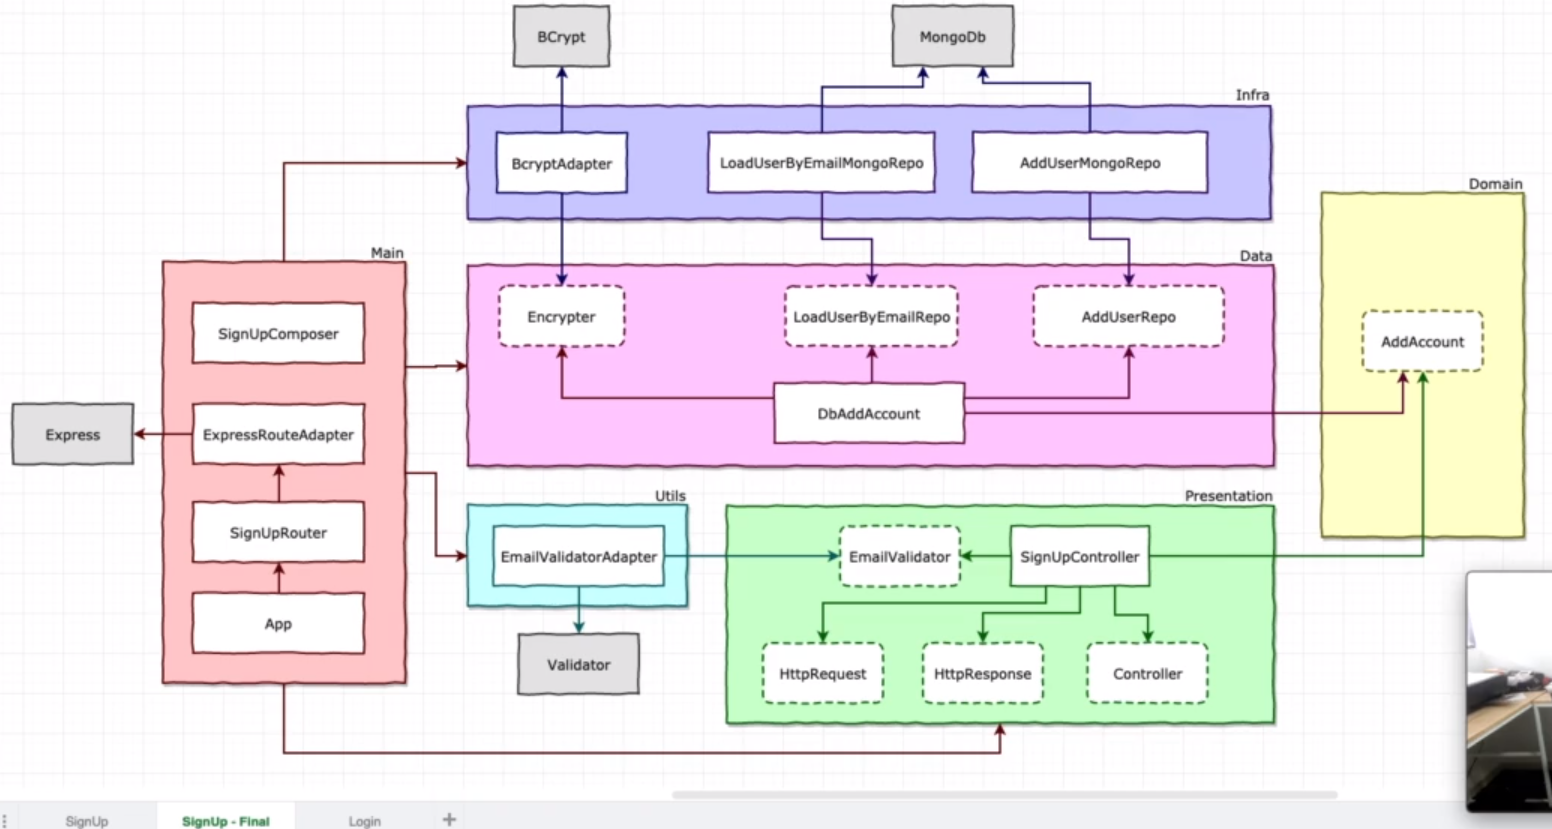 BCrypt
MongoDb
Infra
BcryptAdapter
LoadUserByEmailMongoRepo
AddUserMongoRepo
Domain
Main
Data
SignUpComposer
Encrypter
LoadUserByEmailRepo
AddUserRepo
AddAccount
DbAddAccount
Express
ExpressRouteAdapter
Utils
Presentation
SignUpRouter
EmailValidatorAdapter
EmailValidator
SignUpController
App
Validator
HttpRequest
HttpResponse
Controller
SignUp
SignUp - Final
Login
+